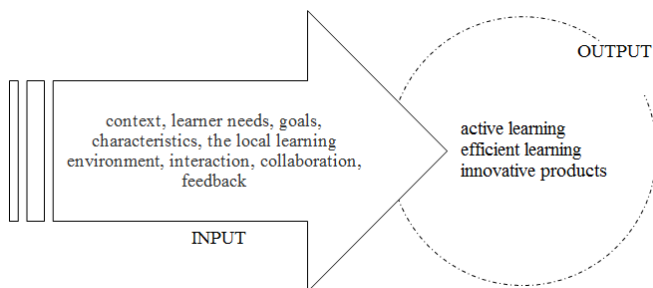 OUTPUT
context, learner needs, goals,
characteristics, the local learning
environment, interaction, collaboration,
feedback
active learning
efficient learning
innovative products
INPUT